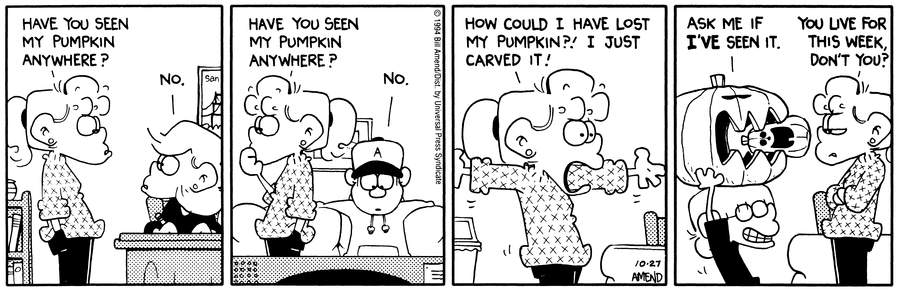 HAVE YOU SEEN
MY PUMPKIN
ANYWHERE?
NO.
San
HAVE YOU SEEN
MY PUMPKIN
ANYWHERE?
NO.
A
© 1994 Bill Amend/Dist. by Universal Press Syndicate
HOW COULD I HAVE LOST
MY PUMPKIN?! I JUST
CARVED IT!
10·27
AMEND
ASK ME IF
I'VE SEEN IT.
YOU LIVE FOR
THIS WEEK,
DON'T YOU?